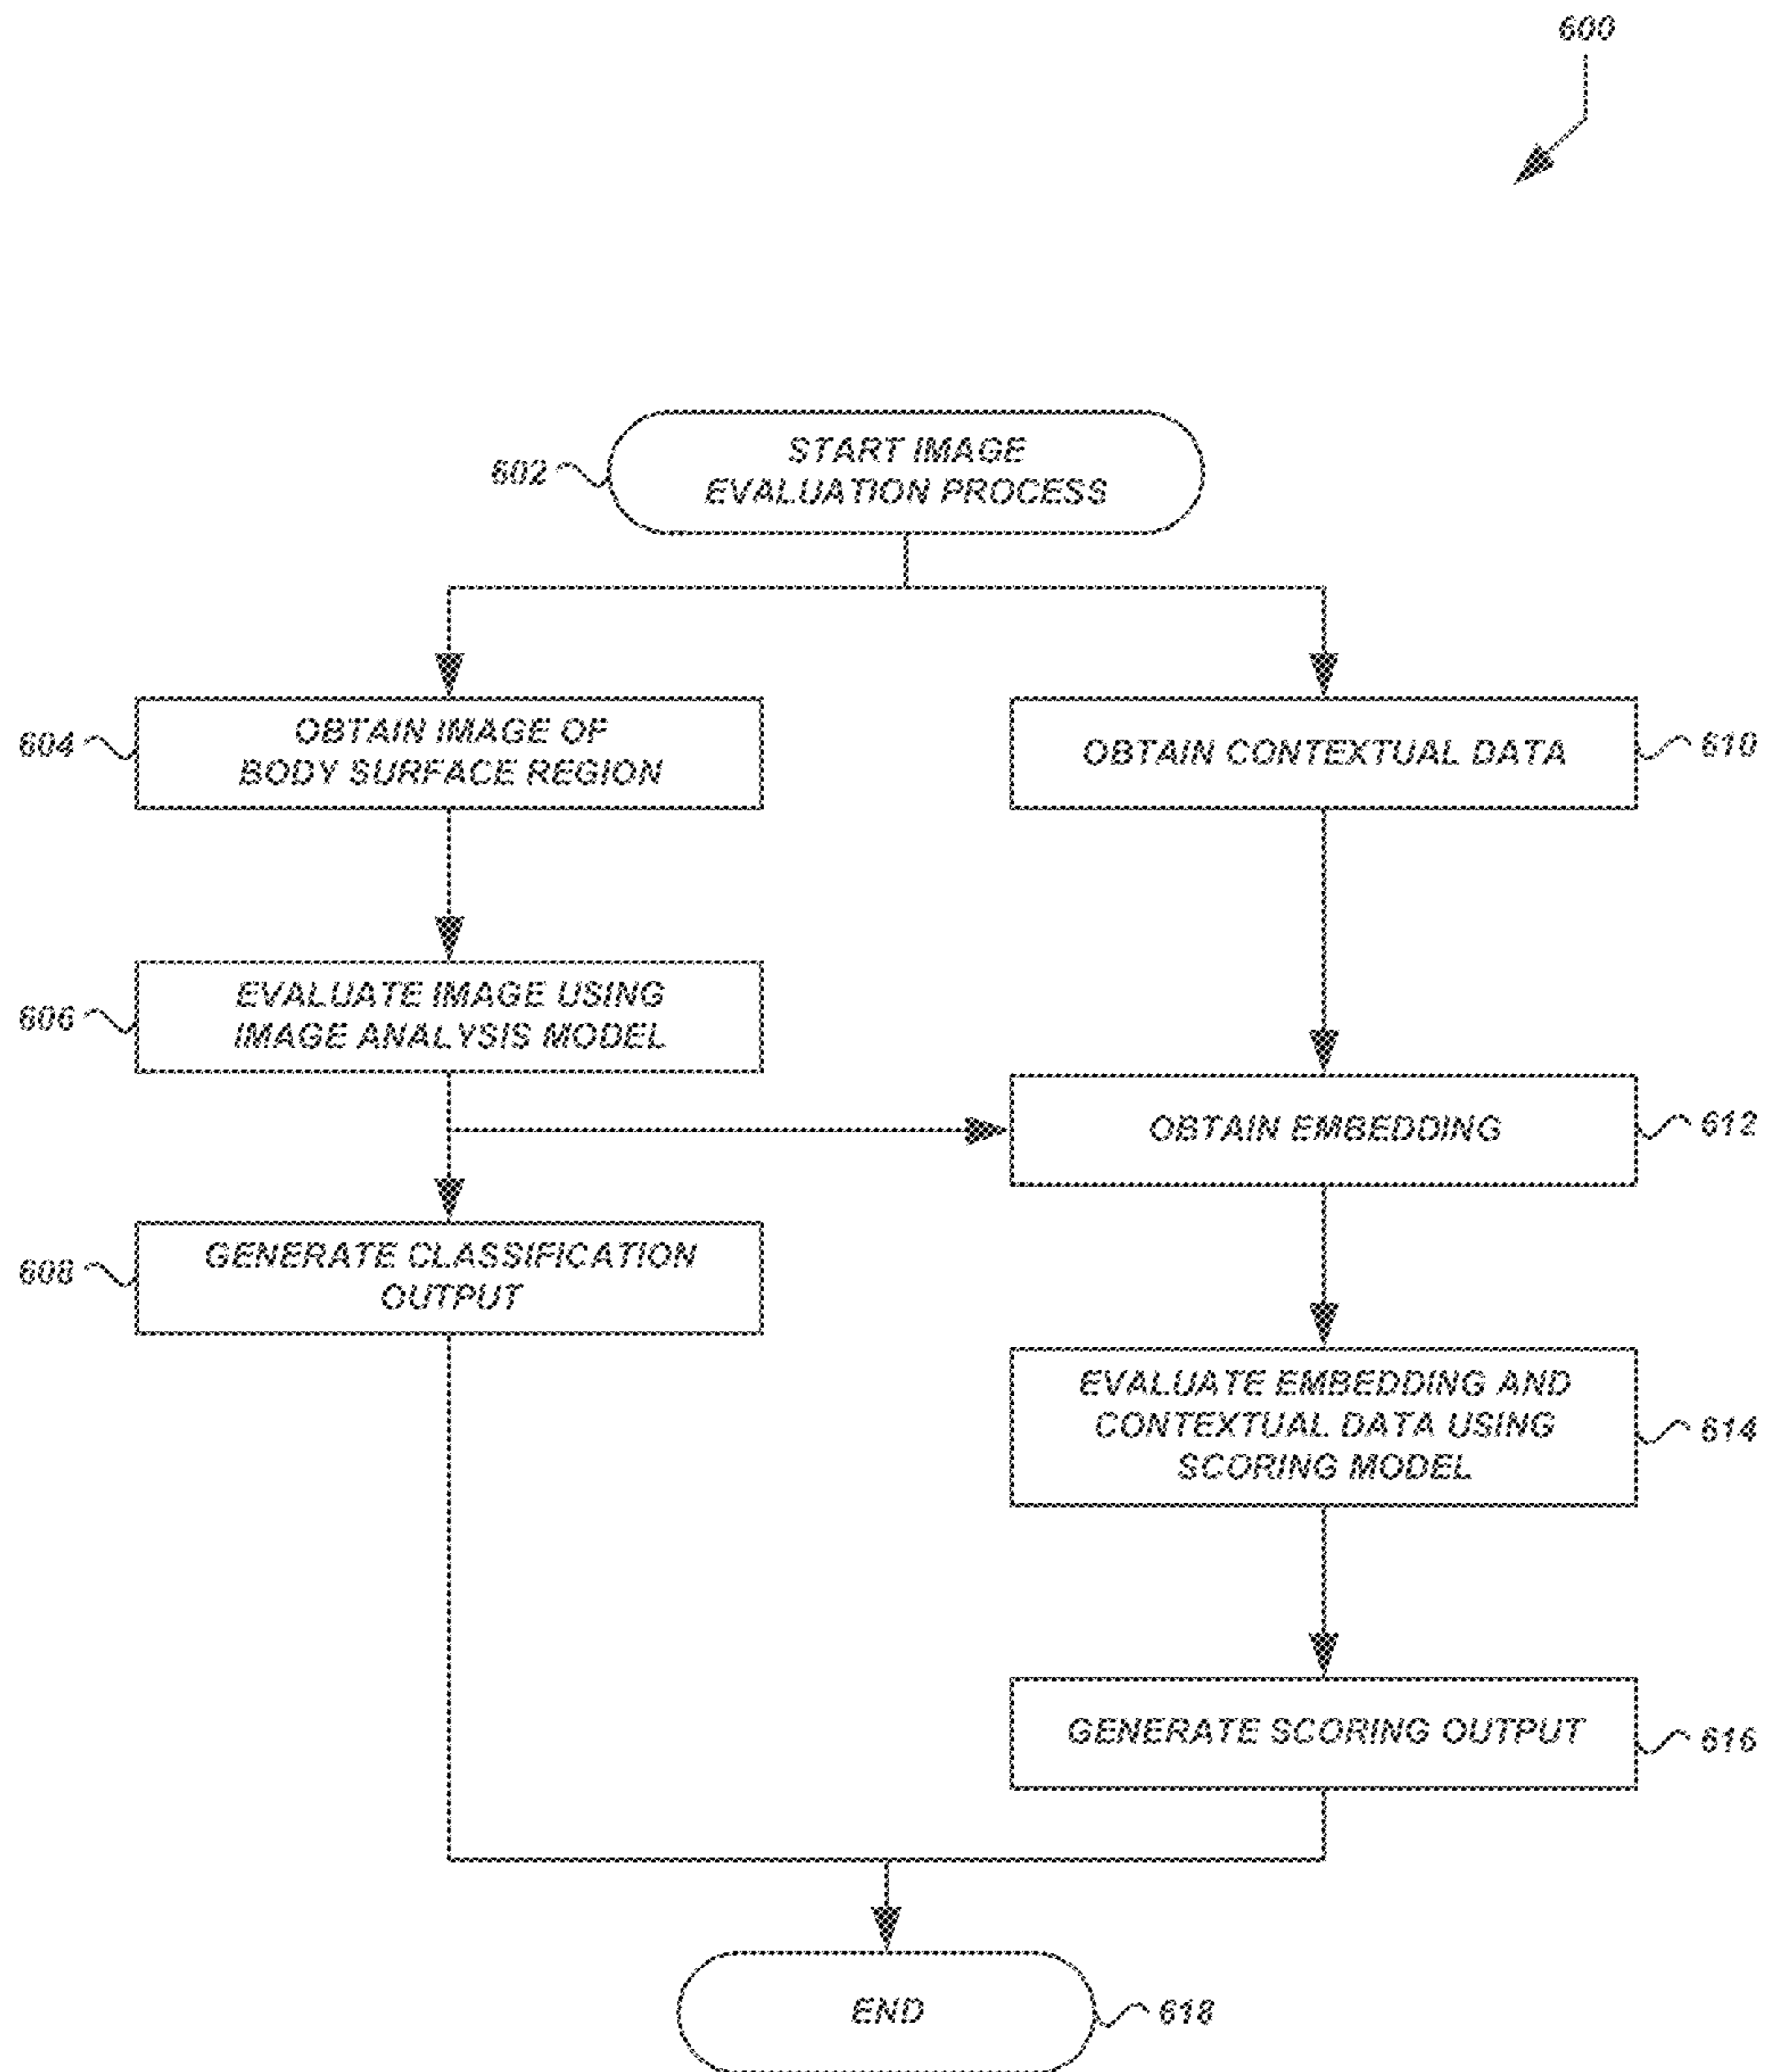 600
602
START IMAGE
EVALUATION PROCESS
604
OBTAIN IMAGE OF
BODY SURFACE REGION
OBTAIN CONTEXTUAL DATA
610
606
EVALUATE IMAGE USING
IMAGE ANALYSIS MODEL
OBTAIN EMBEDDING
612
608
GENERATE CLASSIFICATION
OUTPUT
EVALUATE EMBEDDING AND
CONTEXTUAL DATA USING
SCORING MODEL
614
GENERATE SCORING OUTPUT
616
END
618